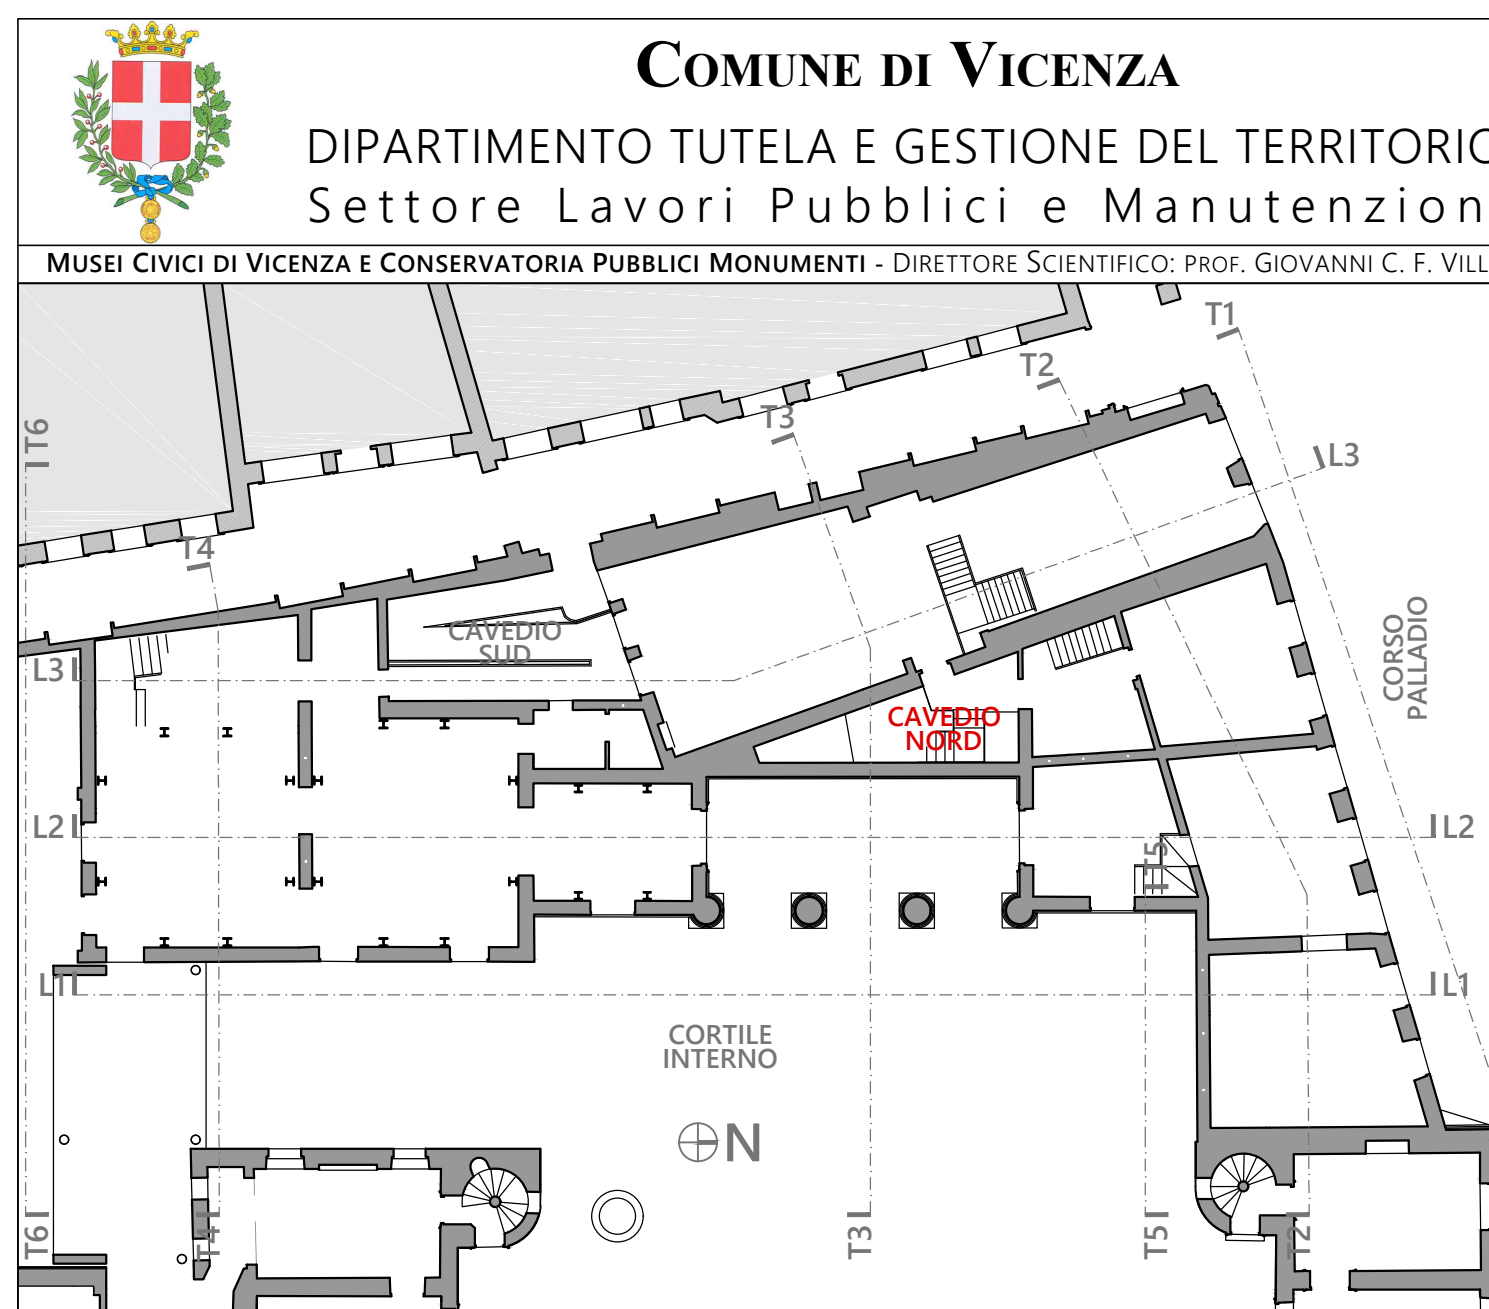 COMUNE DI VICENZA
DIPARTIMENTO TUTELA E GESTIONE DEL TERRITORIO
Settore Lavori Pubblici e Manutenzion
MUSEI CIVICI DI VICENZA E CONSERVATORIA PUBBLICI MONUMENTI - DIRETTORE SCIENTIFICO: PROF. GIOVANNI C. F. VILL
T1
T2
T3
T6
L3
T4
CAVEDIO
SUD
CORSO
PALLADIO
L3
CAVEDIO
NORD
L2
L2
T5
L1
L1
CORTILE
INTERNO
N
T6
T4
T3
T5
T2